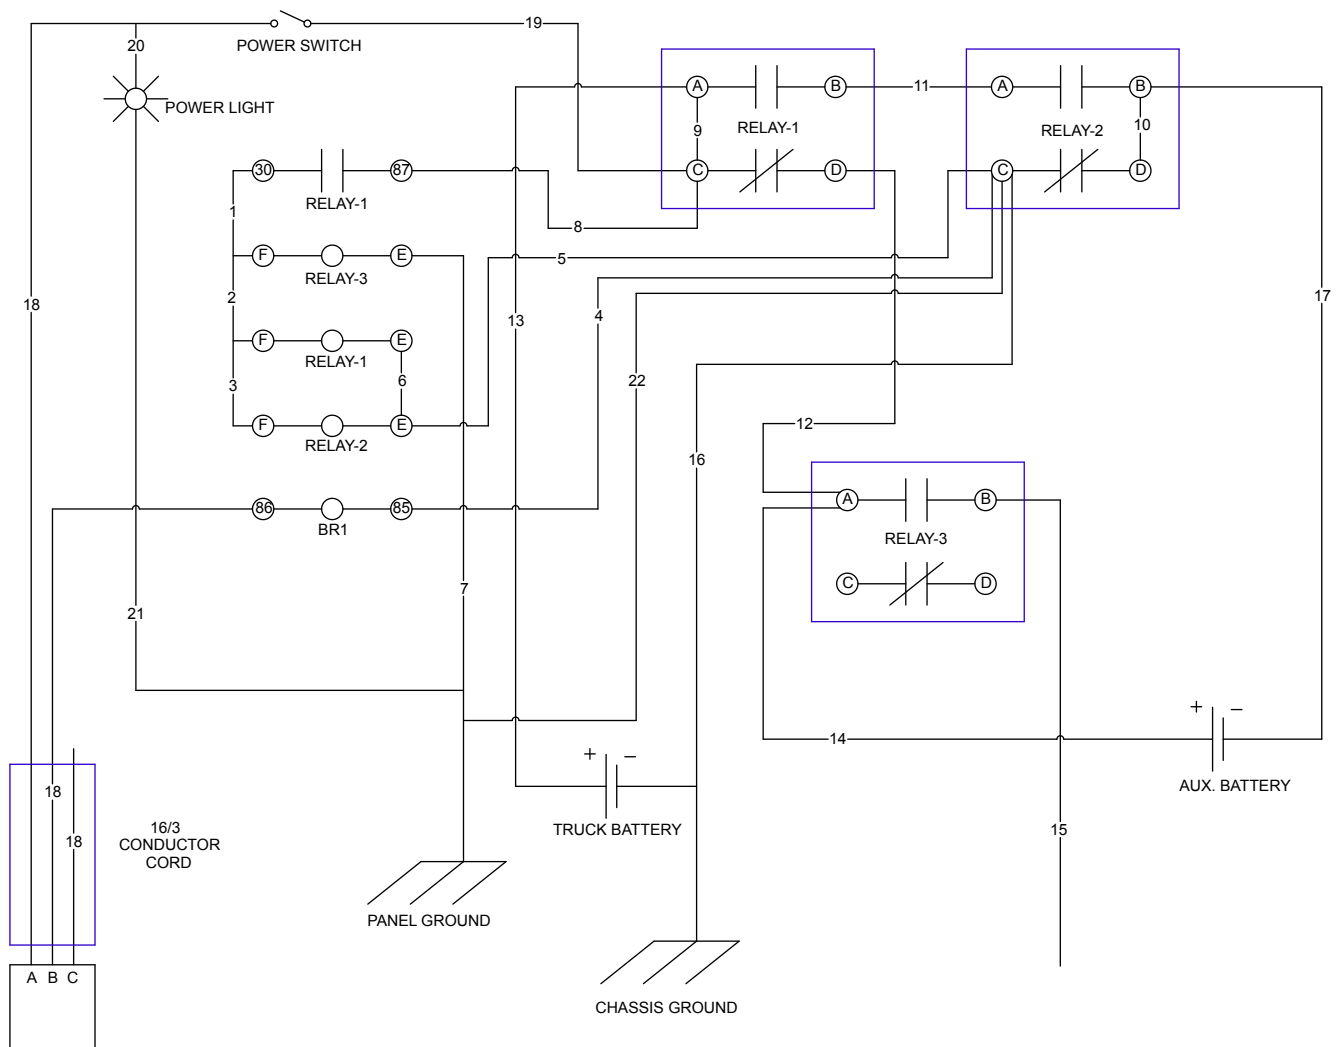 19
20
POWER SWITCH
POWER LIGHT
A
B
11
A
B
9
RELAY-1
RELAY-2
10
30
87
C
D
C
D
RELAY-1
1
8
F
E
5
RELAY-3
2
18
17
13
4
F
E
RELAY-1
3
6
22
F
E
12
RELAY-2
16
A
B
86
85
BR1
RELAY-3
7
C
D
21
+
–
14
+
–
AUX. BATTERY
18
TRUCK BATTERY
15
18
16/3
CONDUCTOR
CORD
PANEL GROUND
A B C
CHASSIS GROUND